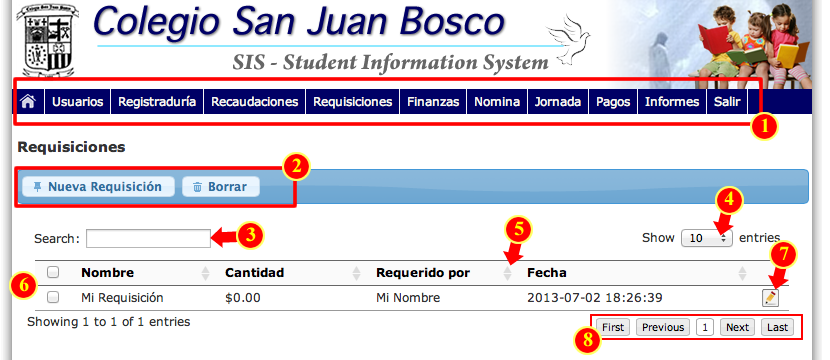 Colegio San Juan Bosco
SIS - Student Information System
Usuarios Registraduría Recaudaciones Requisiciones Finanzas Nomina Jornada Pagos Informes Salir
1
Requisiciones
2
Nueva Requisición Borrar
Search: 3 Show 10 entries 4
5 7
Nombre Cantidad Requerido por Fecha
6 Mi Requisición $0.00 Mi Nombre 2013-07-02 18:26:39
Showing 1 to 1 of 1 entries
8 First Previous 1 Next Last